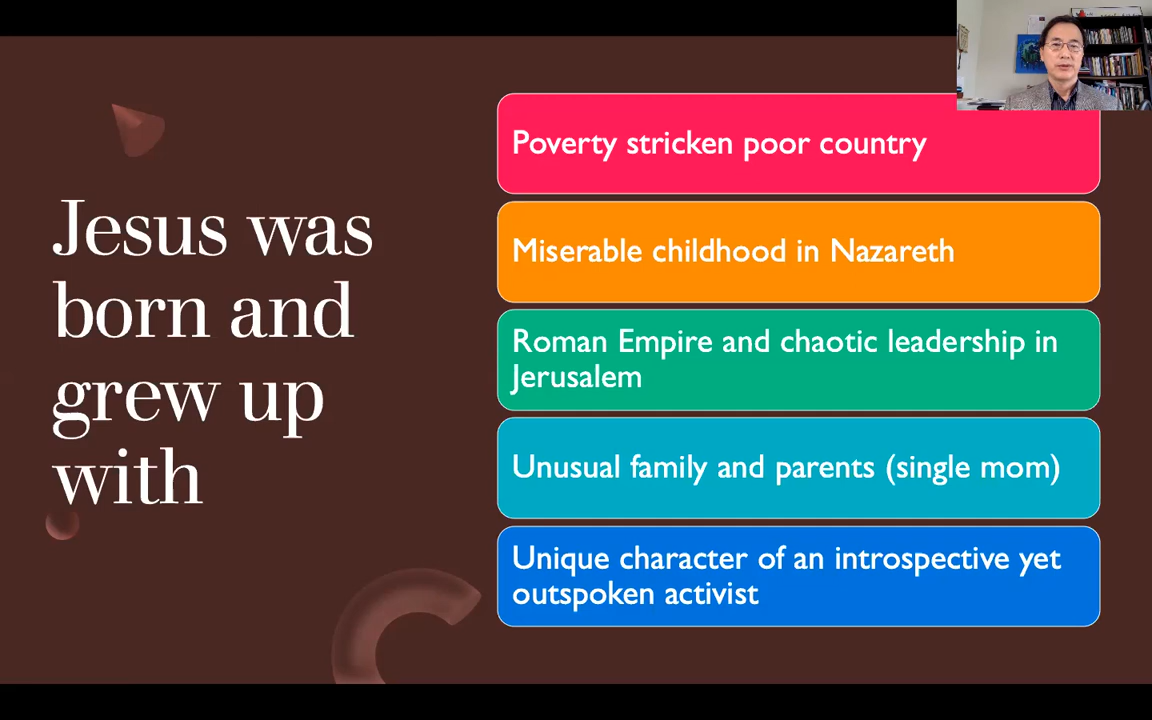 Jesus was
born and
grew up
with
Poverty stricken poor country
Miserable childhood in Nazareth
Roman Empire and chaotic leadership in
Jerusalem
Unusual family and parents (single mom)
Unique character of an introspective yet
outspoken activist